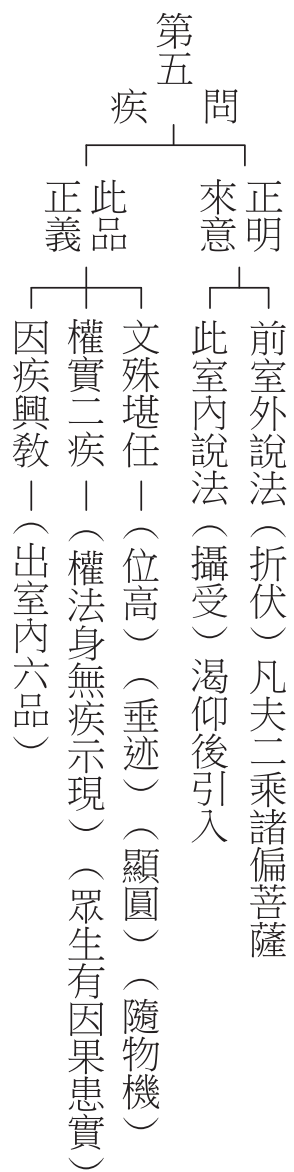 第五
問疾
正明來意
前室外說法（折伏）凡夫二乘諸偏菩薩
此室內說法（攝受）渴仰後引入
此品正義
文殊堪任－（位高）（垂迹）（顯圓）（隨物機）
權實二疾－（權法身無疾示現）（眾生有因果患實）
因疾興教－（出室內六品）